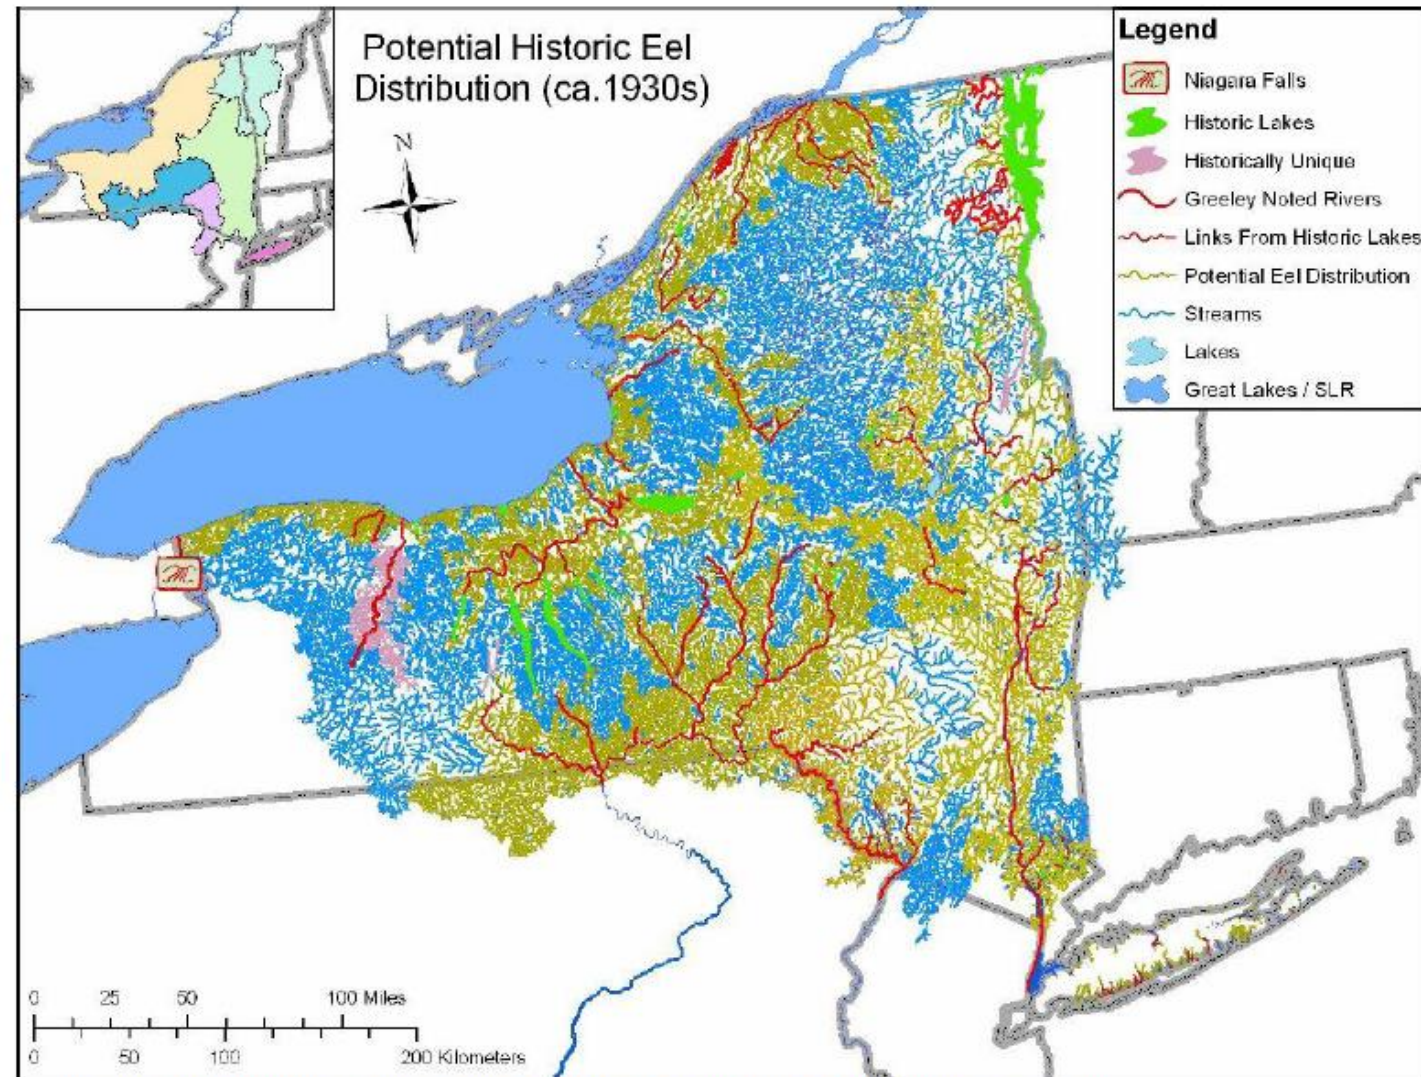 Potential Historic Eel
Distribution (ca.1930s)
N
Legend
Niagara Falls
Historic Lakes
Historically Unique
Greeley Noted Rivers
Links From Historic Lakes
Potential Eel Distribution
Streams
Lakes
Great Lakes / SLR
0 25 50 100 Miles
0 50 100 200 Kilometers